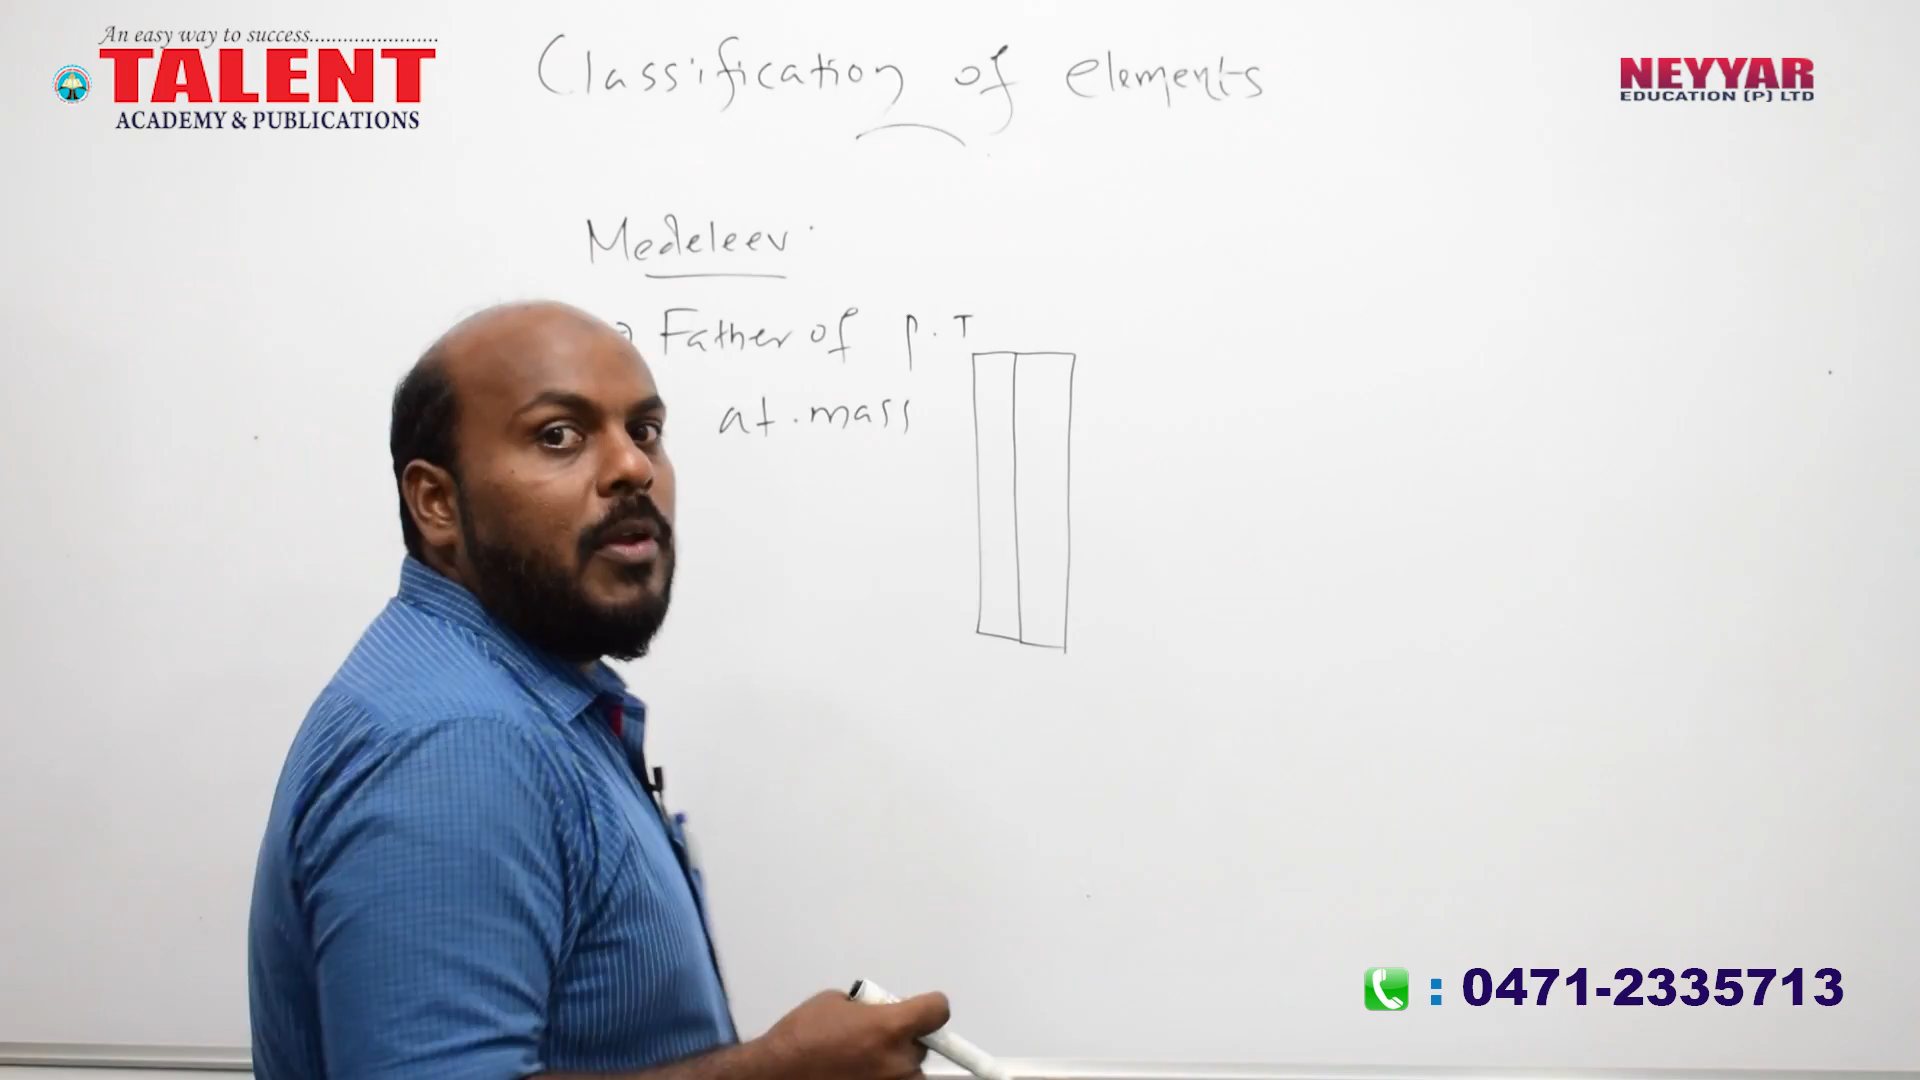 An easy way to success.......................
TALENT
ACADEMY & PUBLICATIONS
NEYYAR
EDUCATION (P) LTD
Classification of elements
Medeleev
Father of P.T
at.mass
: 0471-2335713